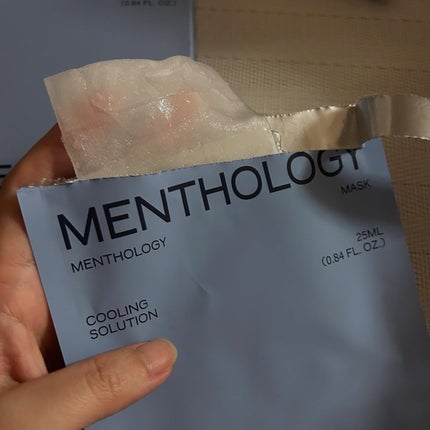 (0.84 FL. OZ.)
MENTHOLOGY
MASK
MENTHOLOGY
25ML
(0.84 FL. OZ.)
COOLING
SOLUTION